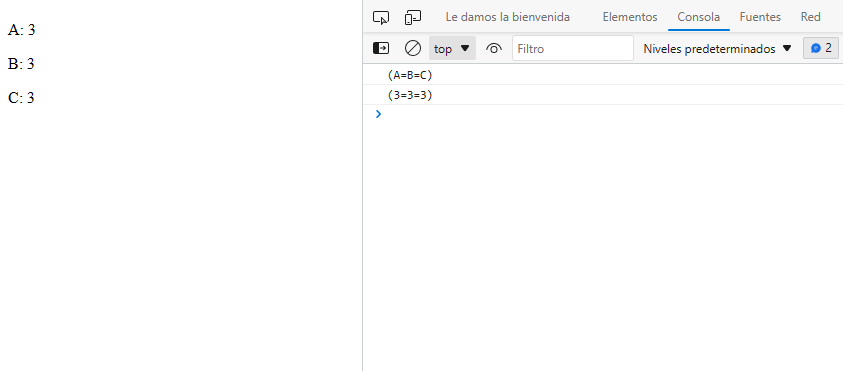 A: 3
B: 3
C: 3
Le damos la bienvenida Elementos Consola Fuentes Red
top Filtro Niveles predeterminados 2
(A=B=C)
(3=3=3)